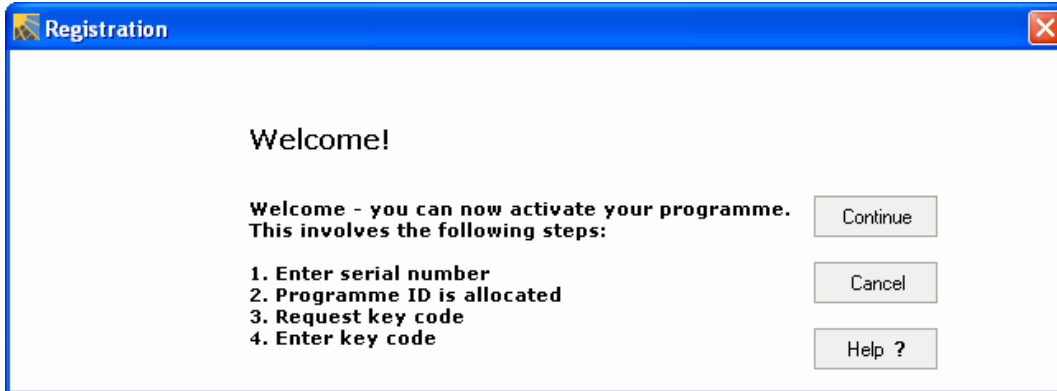 Registration
Welcome!
Welcome - you can now activate your programme.
This involves the following steps:
1. Enter serial number
2. Programme ID is allocated
3. Request key code
4. Enter key code
Continue
Cancel
Help ?